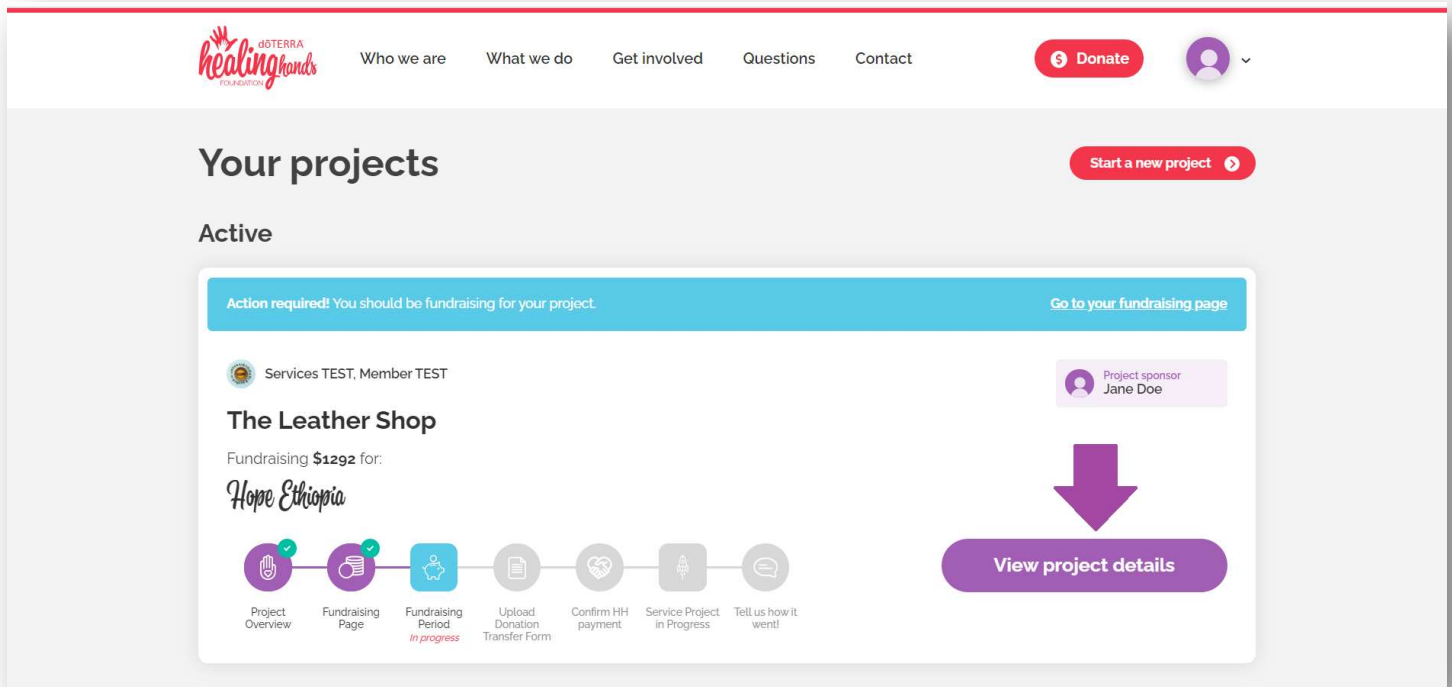 dōTERRA
healing hands
FOUNDATION
Who we are
What we do
Get involved
Questions
Contact
$ Donate
Your projects
Start a new project
Active
Action required! You should be fundraising for your project.
Go to your fundraising page
Services TEST, Member TEST
Project sponsor
Jane Doe
The Leather Shop
Fundraising $1292 for:
Hope Ethiopia
View project details
Project
Overview
Fundraising
Page
Fundraising
Period
In progress
Upload
Donation
Transfer Form
Confirm HH
payment
Service Project
in Progress
Tell us how it
went!